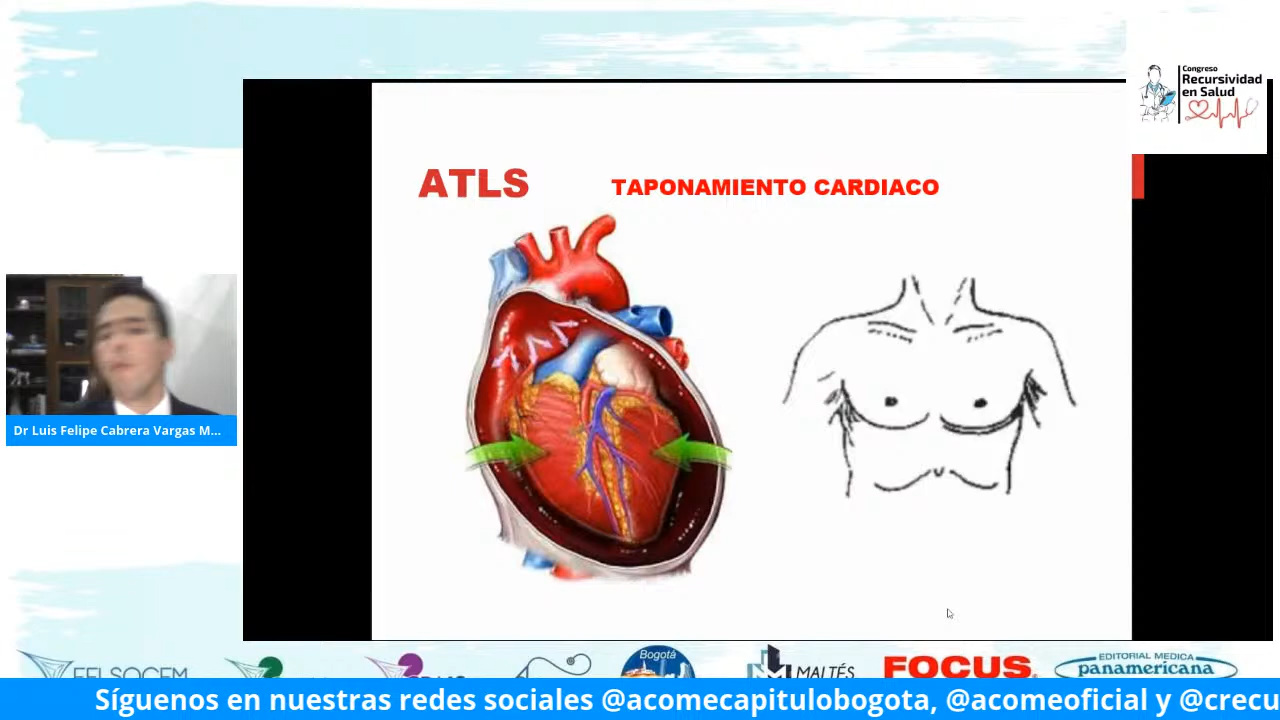 Congreso
Recursividad
en Salud
ATLS
TAPONAMIENTO CARDIACO
Dr Luis Felipe Cabrera Vargas M...
Bogotá
MALTÉS
FOCUS
EDITORIAL MEDICA
panamericana
Síguenos en nuestras redes sociales @acomecapitulobogota, @acomeoficial y @crecu